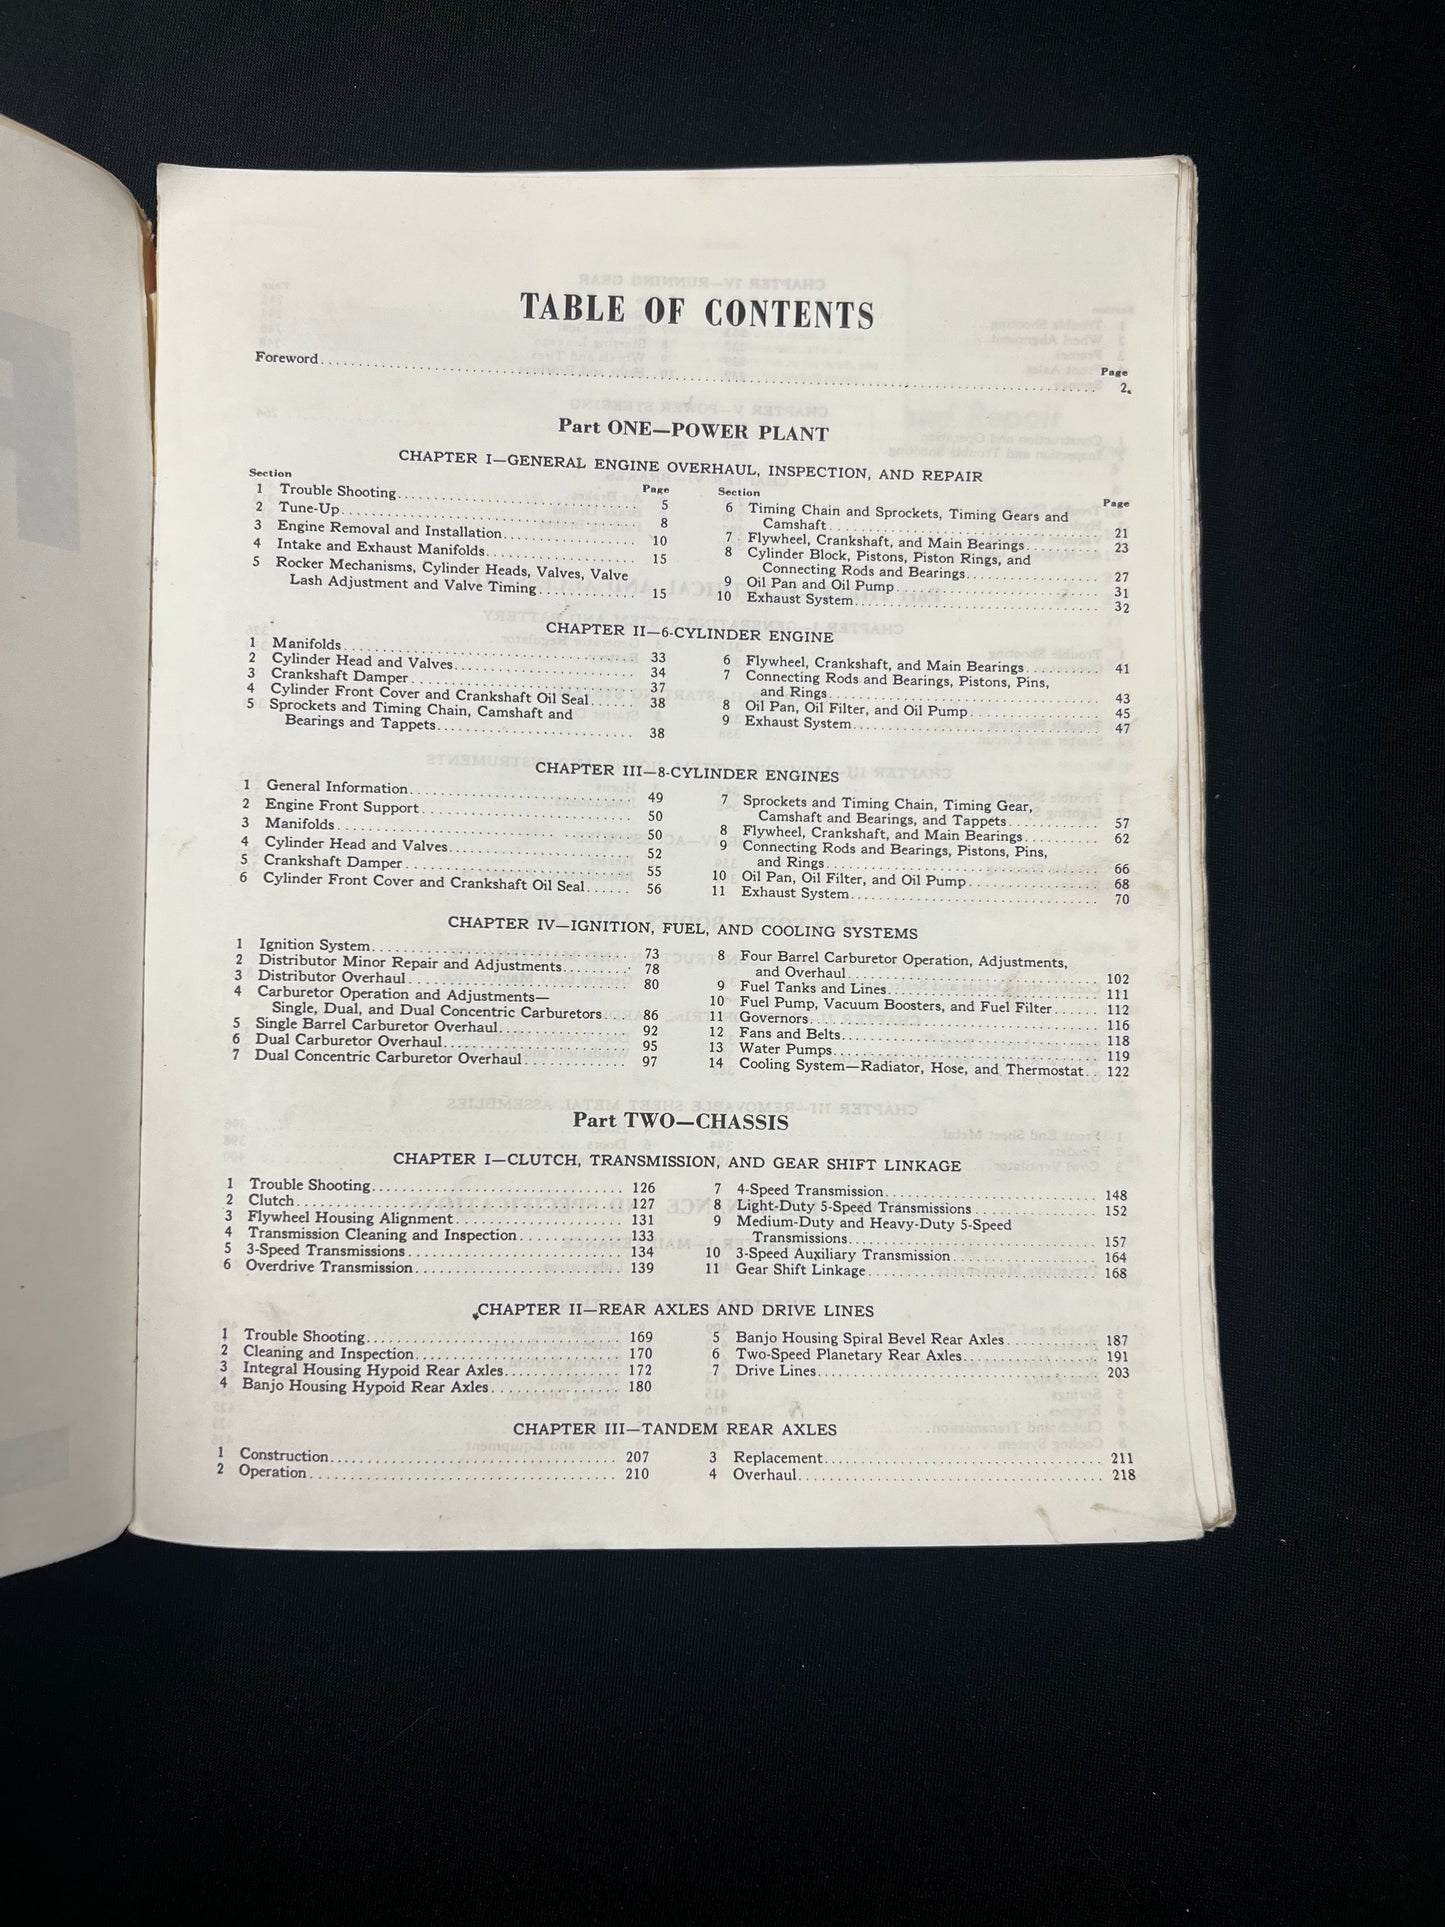 TABLE OF CONTENTS
Page
Foreword 2
Part ONE—POWER PLANT
CHAPTER I—GENERAL ENGINE OVERHAUL, INSPECTION, AND REPAIR
Section Page
1 Trouble Shooting 5
2 Tune-Up 8
3 Engine Removal and Installation 10
4 Intake and Exhaust Manifolds 15
5 Rocker Mechanisms, Cylinder Heads, Valves, Valve
Lash Adjustment and Valve Timing 15
Section Page
6 Timing Chain and Sprockets, Timing Gears and
Camshaft 21
7 Flywheel, Crankshaft, and Main Bearings 23
8 Cylinder Block, Pistons, Piston Rings, and
Connecting Rods and Bearings 27
9 Oil Pan and Oil Pump 31
10 Exhaust System 32
CHAPTER II—6-CYLINDER ENGINE
1 Manifolds 33
2 Cylinder Head and Valves 34
3 Crankshaft Damper 37
4 Cylinder Front Cover and Crankshaft Oil Seal 38
5 Sprockets and Timing Chain, Camshaft and
Bearings and Tappets 38
6 Flywheel, Crankshaft, and Main Bearings 41
7 Connecting Rods and Bearings, Pistons, Pins,
and Rings 43
8 Oil Pan, Oil Filter, and Oil Pump 45
9 Exhaust System 47
CHAPTER III—8-CYLINDER ENGINES
1 General Information 49
2 Engine Front Support 50
3 Manifolds 50
4 Cylinder Head and Valves 52
5 Crankshaft Damper 55
6 Cylinder Front Cover and Crankshaft Oil Seal 56
7 Sprockets and Timing Chain, Timing Gear,
Camshaft and Bearings, and Tappets 57
8 Flywheel, Crankshaft, and Main Bearings 62
9 Connecting Rods and Bearings, Pistons, Pins,
and Rings 66
10 Oil Pan, Oil Filter, and Oil Pump 68
11 Exhaust System 70
CHAPTER IV—IGNITION, FUEL, AND COOLING SYSTEMS
1 Ignition System 73
2 Distributor Minor Repair and Adjustments 78
3 Distributor Overhaul 80
4 Carburetor Operation and Adjustments—
Single, Dual, and Dual Concentric Carburetors 86
5 Single Barrel Carburetor Overhaul 92
6 Dual Carburetor Overhaul 95
7 Dual Concentric Carburetor Overhaul 97
8 Four Barrel Carburetor Operation, Adjustments,
and Overhaul 102
9 Fuel Tanks and Lines 111
10 Fuel Pump, Vacuum Boosters, and Fuel Filter 112
11 Governors 116
12 Fans and Belts 118
13 Water Pumps 119
14 Cooling System—Radiator, Hose, and Thermostat 122
Part TWO—CHASSIS
CHAPTER I—CLUTCH, TRANSMISSION, AND GEAR SHIFT LINKAGE
1 Trouble Shooting 126
2 Clutch 127
3 Flywheel Housing Alignment 131
4 Transmission Cleaning and Inspection 133
5 3-Speed Transmissions 134
6 Overdrive Transmission 139
7 4-Speed Transmission 148
8 Light-Duty 5-Speed Transmissions 152
9 Medium-Duty and Heavy-Duty 5-Speed
Transmissions 157
10 3-Speed Auxiliary Transmission 164
11 Gear Shift Linkage 168
CHAPTER II—REAR AXLES AND DRIVE LINES
1 Trouble Shooting 169
2 Cleaning and Inspection 170
3 Integral Housing Hypoid Rear Axles 172
4 Banjo Housing Hypoid Rear Axles 180
5 Banjo Housing Spiral Bevel Rear Axles 187
6 Two-Speed Planetary Rear Axles 191
7 Drive Lines 203
CHAPTER III—TANDEM REAR AXLES
1 Construction 207
2 Operation 210
3 Replacement 211
4 Overhaul 218